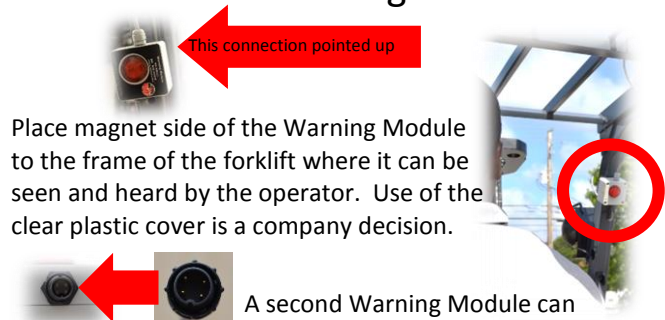 This connection pointed up
Place magnet side of the Warning Module
to the frame of the forklift where it can be
seen and heard by the operator. Use of the
clear plastic cover is a company decision.
A second Warning Module can